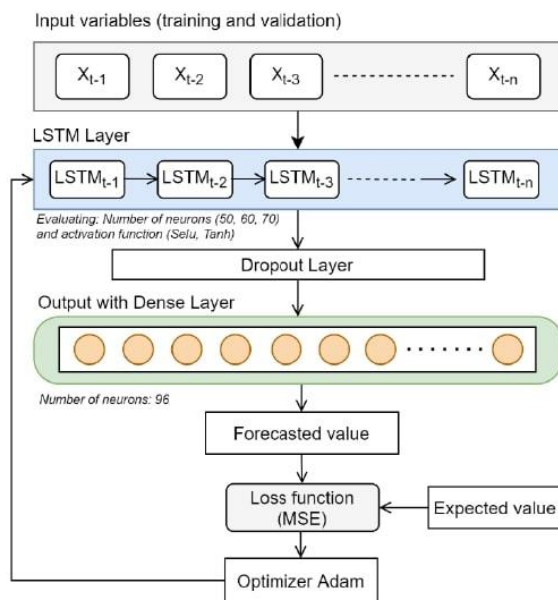 Input variables (training and validation)
Xt-1 Xt-2 Xt-3 Xt-n
LSTM Layer
LSTMt-1 LSTMt-2 LSTMt-3 LSTMt-n
Evaluating: Number of neurons (50, 60, 70)
and activation function (Selu, Tanh)
Dropout Layer
Output with Dense Layer
Number of neurons: 96
Forecasted value
Loss function
(MSE)
Expected value
Optimizer Adam